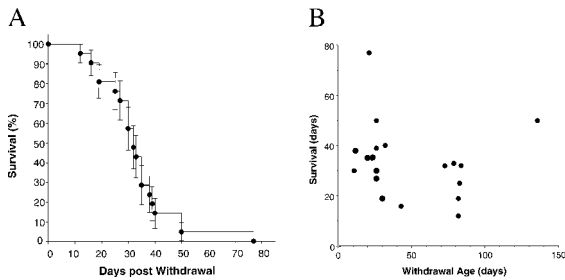 A
Survival (%)
100
90
80
70
60
50
40
30
20
10
0
0 10 20 30 40 50 60 70 80
Days post Withdrawal
B
Survival (days)
80
60
40
20
0
0 50 100 150
Withdrawal Age (days)